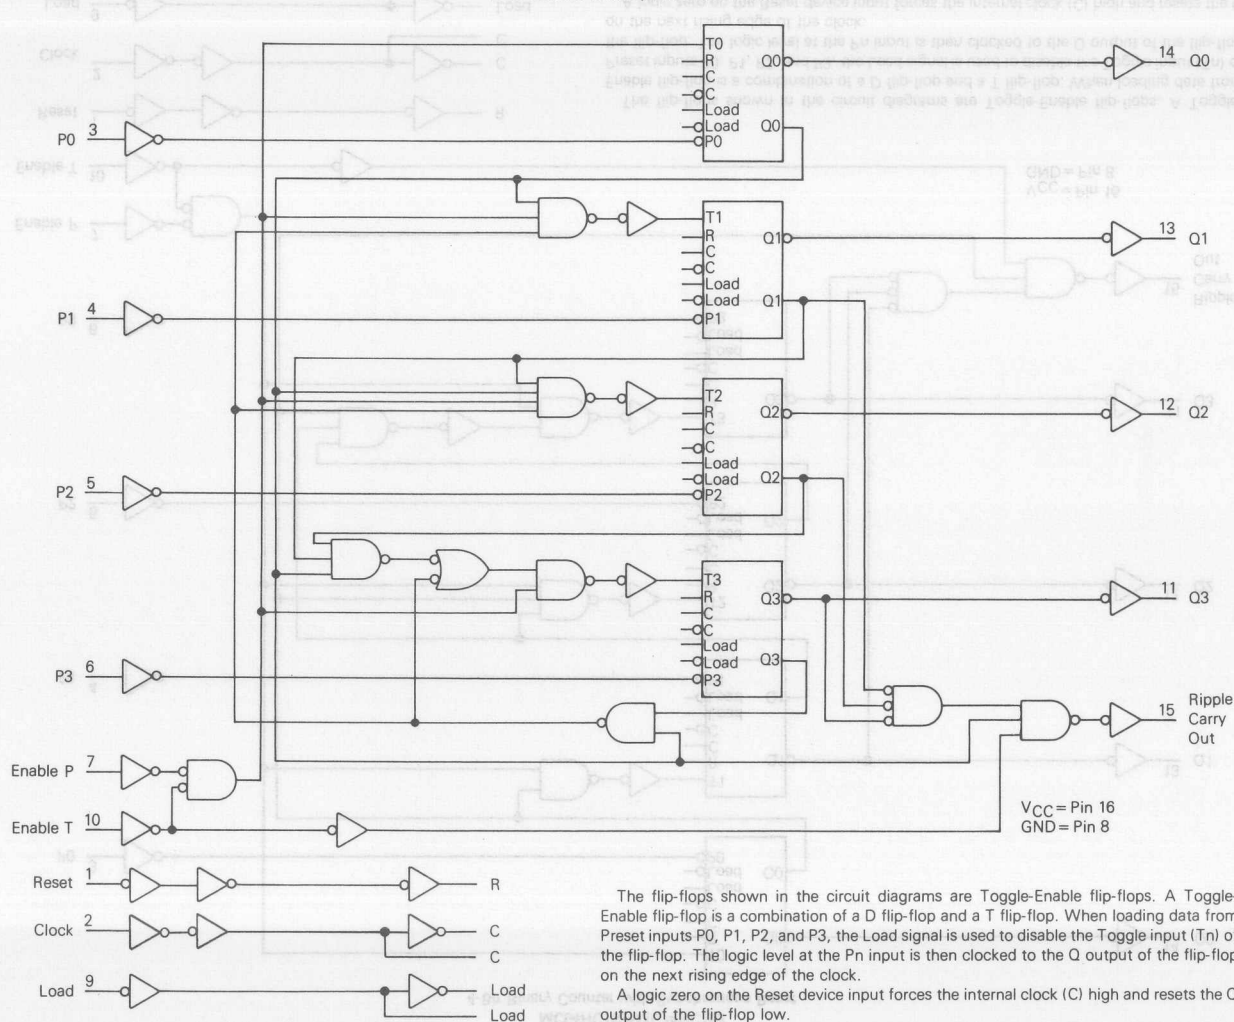 T0
R
C
C
Load
Load
P0
Q0
Q0
14
Q0
P0 3
T1
R
C
C
Load
Load
P1
Q1
Q1
13
Q1
P1 4
T2
R
C
C
Load
Load
P2
Q2
Q2
12
Q2
P2 5
T3
R
C
C
Load
Load
P3
Q3
Q3
11
Q3
P3 6
15
Ripple
Carry
Out
Enable P 7
Enable T 10
VCC = Pin 16
GND = Pin 8
Reset 1
R
Clock 2
C
C
Load 9
Load
Load
The flip-flops shown in the circuit diagrams are Toggle-Enable flip-flops. A Toggle-
Enable flip-flop is a combination of a D flip-flop and a T flip-flop. When loading data from
Preset inputs P0, P1, P2, and P3, the Load signal is used to disable the Toggle input (Tn) of
the flip-flop. The logic level at the Pn input is then clocked to the Q output of the flip-flop
on the next rising edge of the clock.
A logic zero on the Reset device input forces the internal clock (C) high and resets the Q
output of the flip-flop low.